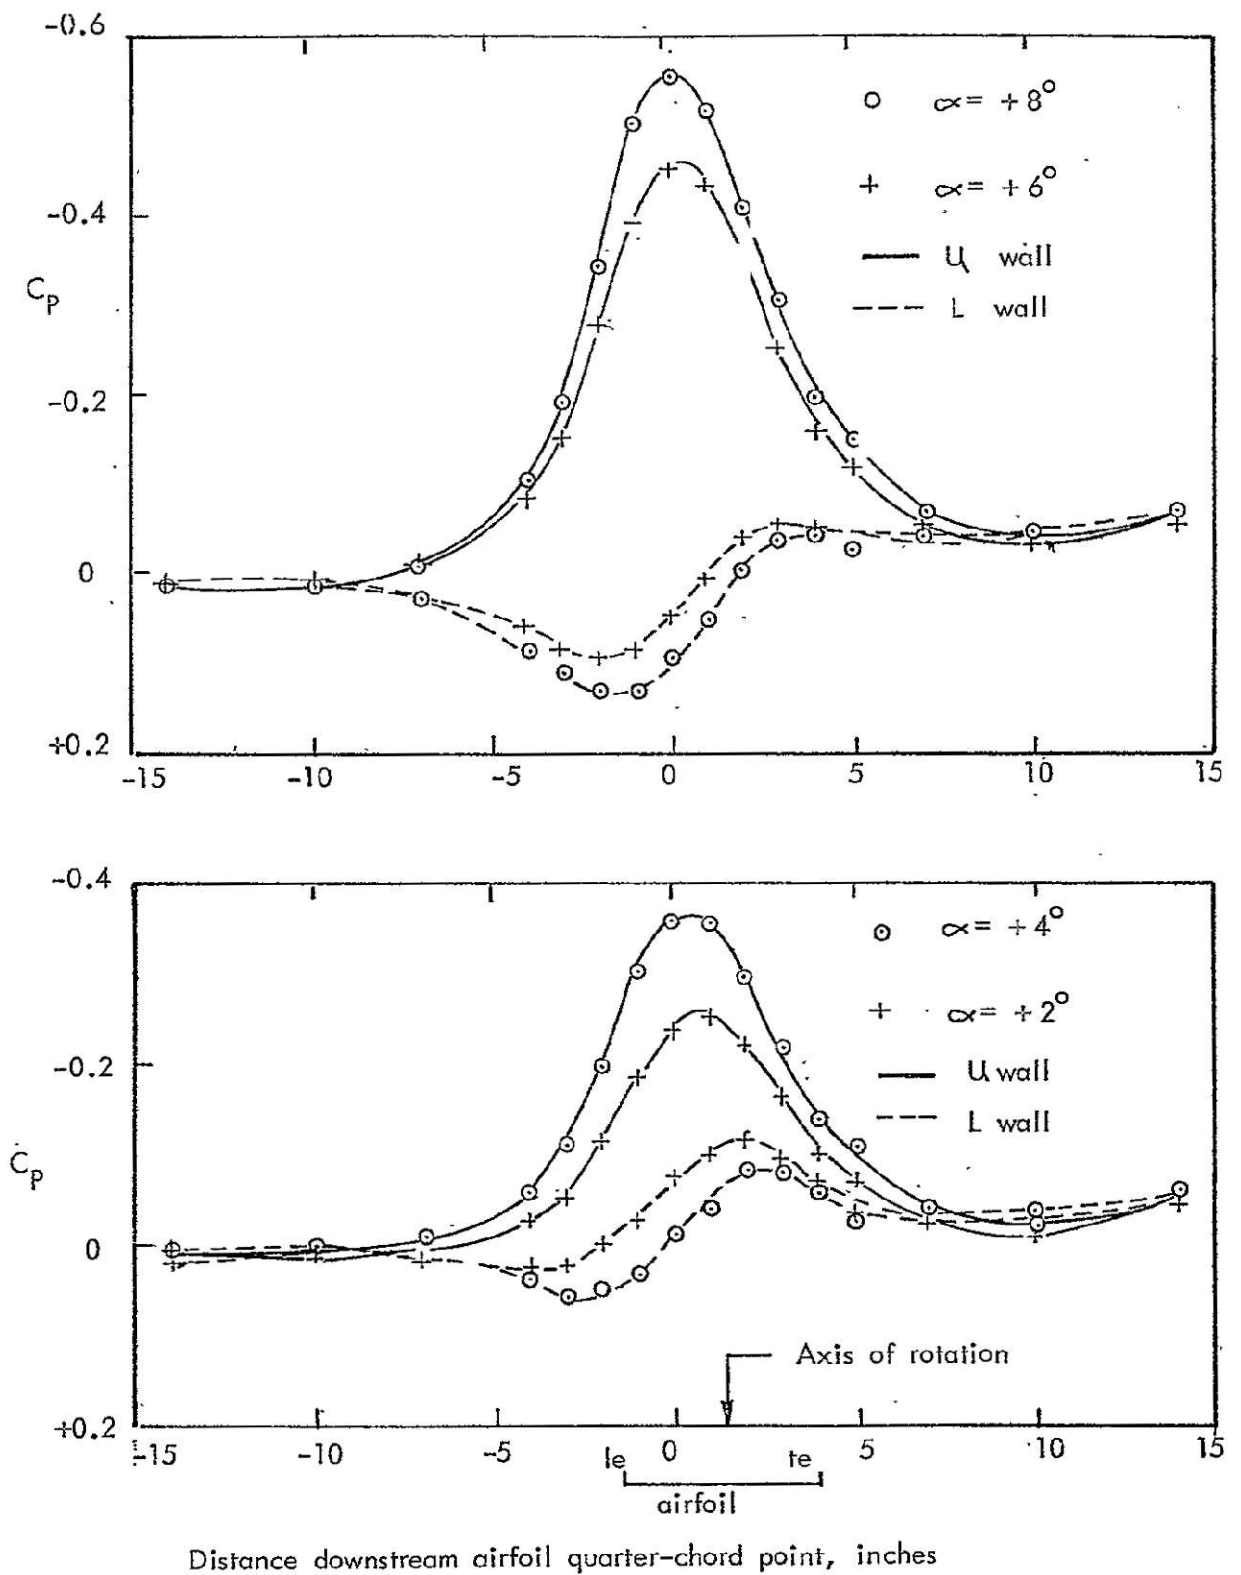 -0.6
-0.4
-0.2
0
+0.2
Cp
-15 -10 -5 0 5 10 15
⊙ α = +8°
+ α = +6°
U wall
L wall
-0.4
-0.2
0
+0.2
Cp
-15 -10 -5 0 5 10 15
⊙ α = +4°
+ α = +2°
U wall
L wall
Axis of rotation
le te
airfoil
Distance downstream airfoil quarter-chord point, inches